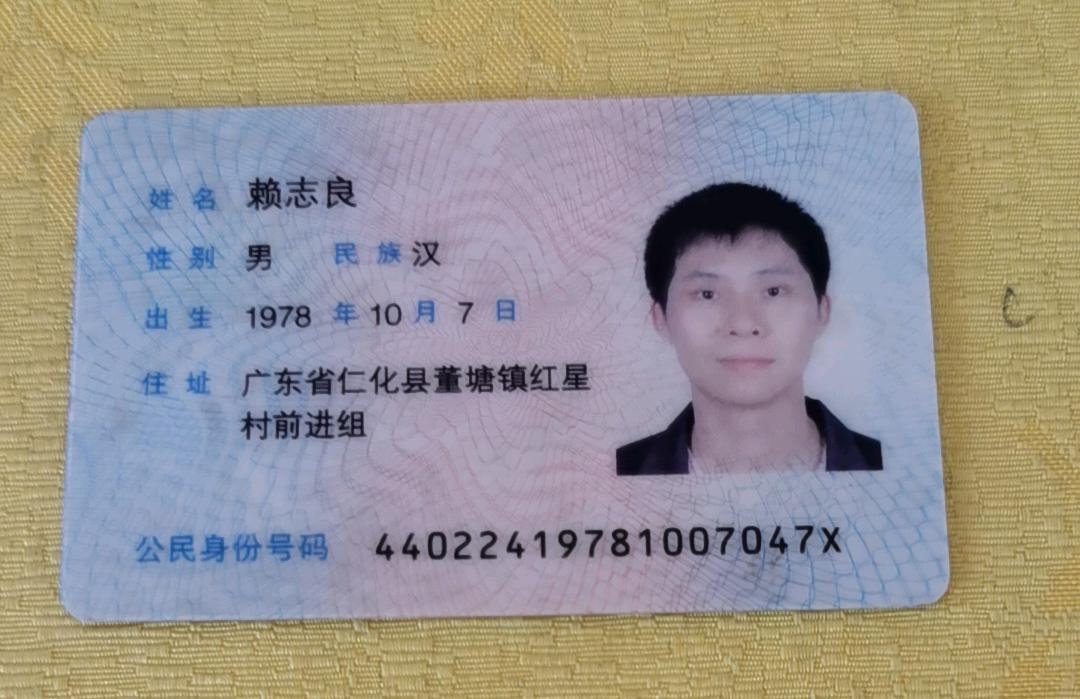 姓名 赖志良
性别 男 民族 汉
出生 1978 年 10 月 7 日
住址 广东省仁化县董塘镇红星
村前进组
公民身份号码 44022419781007047X